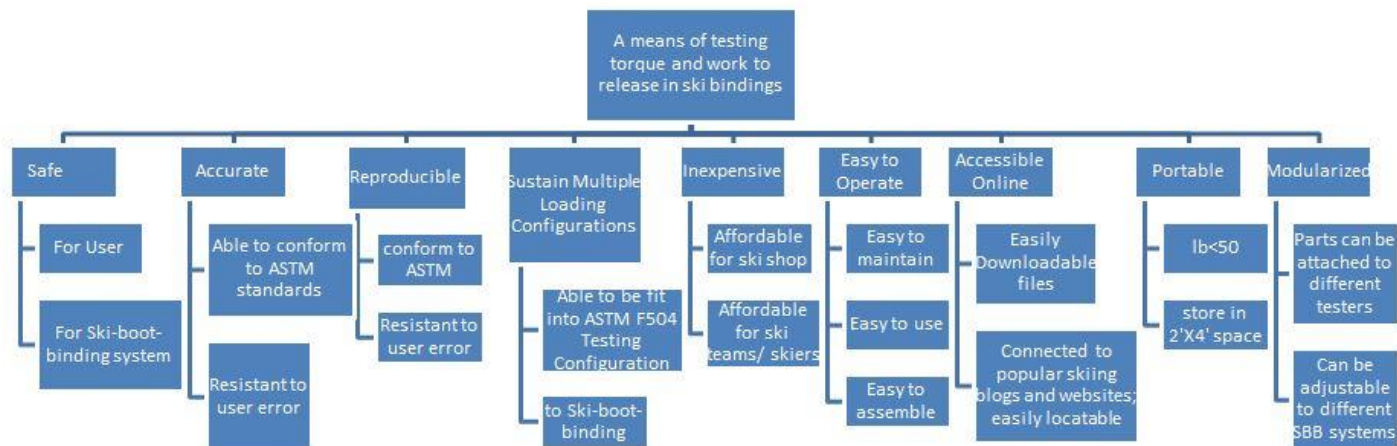 A means of testing
torque and work to
release in ski bindings
Safe
For User
For Ski-boot-
binding system
Accurate
Able to conform
to ASTM
standards
Resistant to
user error
Reproducible
conform to
ASTM
Resistant to
user error
Sustain Multiple
Loading
Configurations
Able to be fit
into ASTM F504
Testing
Configuration
to Ski-boot-
binding
Inexpensive
Affordable
for ski shop
Affordable
for ski
teams/ skiers
Easy to
Operate
Easy to
maintain
Easy to use
Easy to
assemble
Accessible
Online
Easily
Downloadable
files
Connected to
popular skiing
blogs and websites;
easily locatable
Portable
lb<50
store in
2'X4' space
Modularized
Parts can be
attached to
different
testers
Can be
adjustable
to different
SBB systems